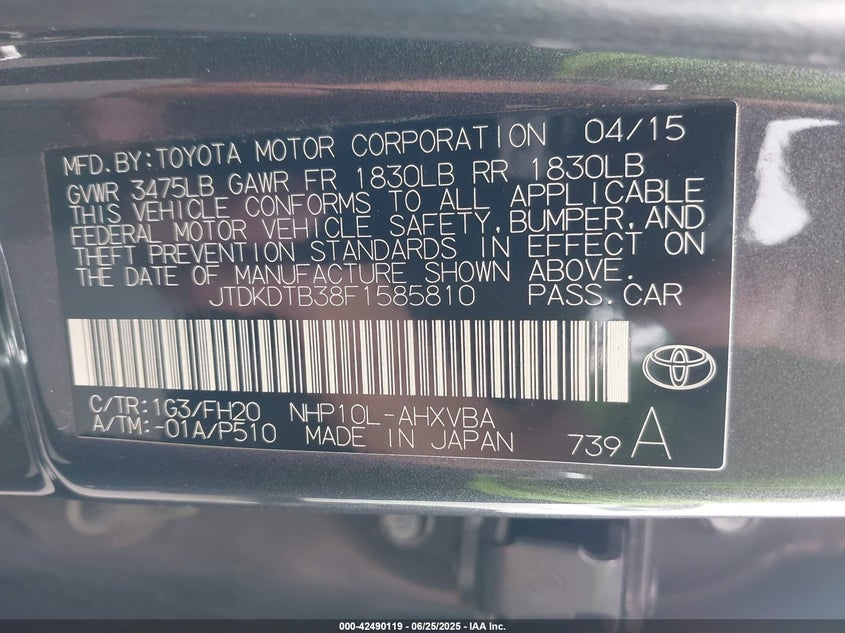 MFD.BY:TOYOTA MOTOR CORPORATION 04/15
GVWR 3475LB GAWR FR 1830LB RR 1830LB
THIS VEHICLE CONFORMS TO ALL APPLICABLE
FEDERAL MOTOR VEHICLE SAFETY,BUMPER,AND
THEFT PREVENTION STANDARDS IN EFFECT ON
THE DATE OF MANUFACTURE SHOWN ABOVE.
JTDKDTB38F1585810 PASS.CAR
C/TR:1G3/FH20 NHP10L-AHXVBA
A/TM:-01A/P510 MADE IN JAPAN 739 A
000-42490119 / 06/25/2025 - IAA Inc.